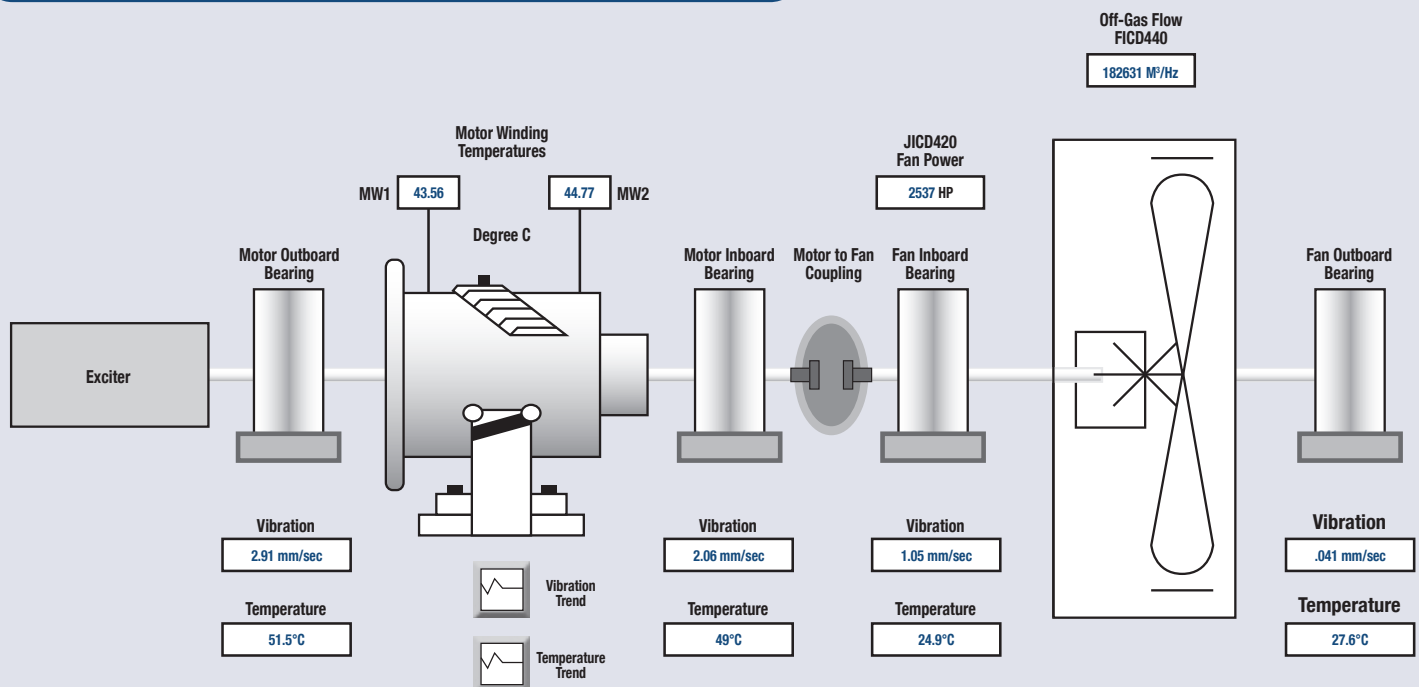 Off-Gas Flow
FICD440
182631 M³/Hz
Motor Winding
Temperatures
JICD420
Fan Power
MW1
43.56
44.77
MW2
2537 HP
Degree C
Motor Outboard
Bearing
Motor Inboard
Bearing
Motor to Fan
Coupling
Fan Inboard
Bearing
Fan Outboard
Bearing
Exciter
Vibration
2.91 mm/sec
Vibration
2.06 mm/sec
Vibration
1.05 mm/sec
Vibration
.041 mm/sec
Vibration
Trend
Temperature
51.5°C
Temperature
49°C
Temperature
24.9°C
Temperature
27.6°C
Temperature
Trend